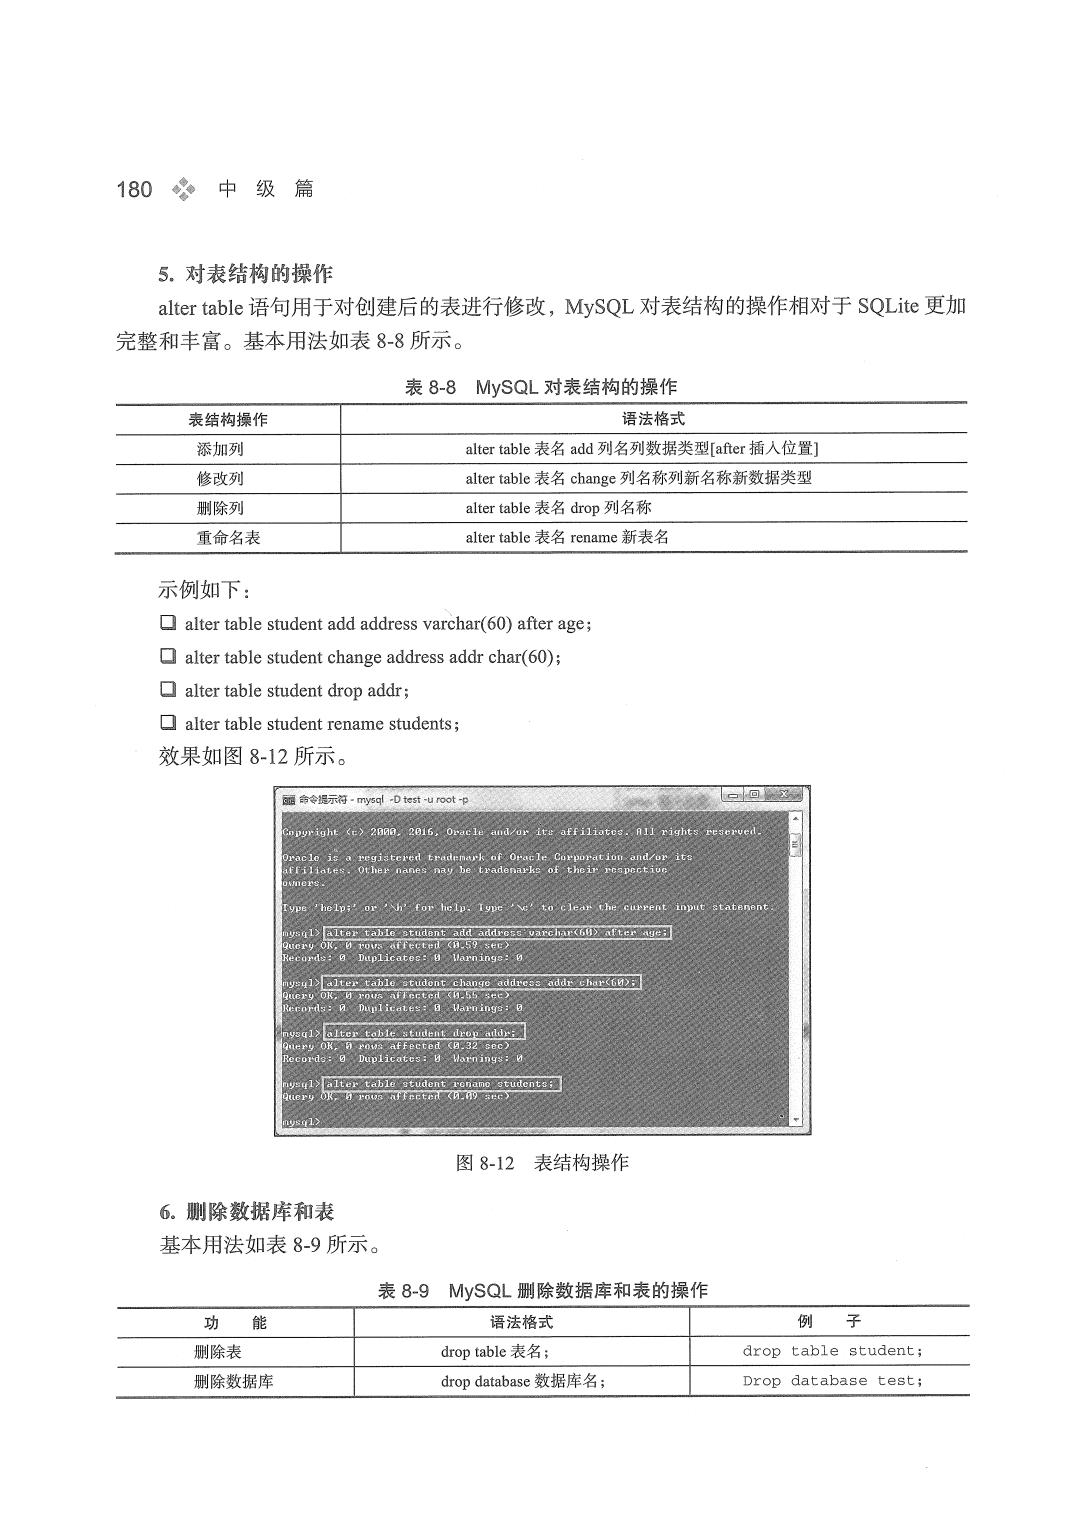 180 中 级 篇
5. 对表结构的操作
alter table 语句用于对创建后的表进行修改，MySQL 对表结构的操作相对于 SQLite 更加
完整和丰富。基本用法如表 8-8 所示。
表 8-8 MySQL 对表结构的操作
表结构操作 语法格式
添加列 alter table 表名 add 列名列数据类型[after 插入位置]
修改列 alter table 表名 change 列名称列新名称新数据类型
删除列 alter table 表名 drop 列名称
重命名表 alter table 表名 rename 新表名
示例如下：
❏ alter table student add address varchar(60) after age；
❏ alter table student change address addr char(60)；
❏ alter table student drop addr；
❏ alter table student rename students；
效果如图 8-12 所示。
命令提示符 - mysql -D test -u root -p
Copyright (c) 2000, 2016, Oracle and/or its affiliates. All rights reserved.
Oracle is a registered trademark of Oracle Corporation and/or its
affiliates. Other names may be trademarks of their respective
owners.
Type 'help;' or '\h' for help. Type '\c' to clear the current input statement.
mysql> alter table student add address varchar(60) after age;
Query OK, 0 rows affected (0.59 sec)
Records: 0 Duplicates: 0 Warnings: 0
mysql> alter table student change address addr char(60);
Query OK, 0 rows affected (0.55 sec)
Records: 0 Duplicates: 0 Warnings: 0
mysql> alter table student drop addr;
Query OK, 0 rows affected (0.32 sec)
Records: 0 Duplicates: 0 Warnings: 0
mysql> alter table student rename students;
Query OK, 0 rows affected (0.09 sec)
mysql>
图 8-12 表结构操作
6. 删除数据库和表
基本用法如表 8-9 所示。
表 8-9 MySQL 删除数据库和表的操作
功 能 语法格式 例 子
删除表 drop table 表名； drop table student;
删除数据库 drop database 数据库名； Drop database test;